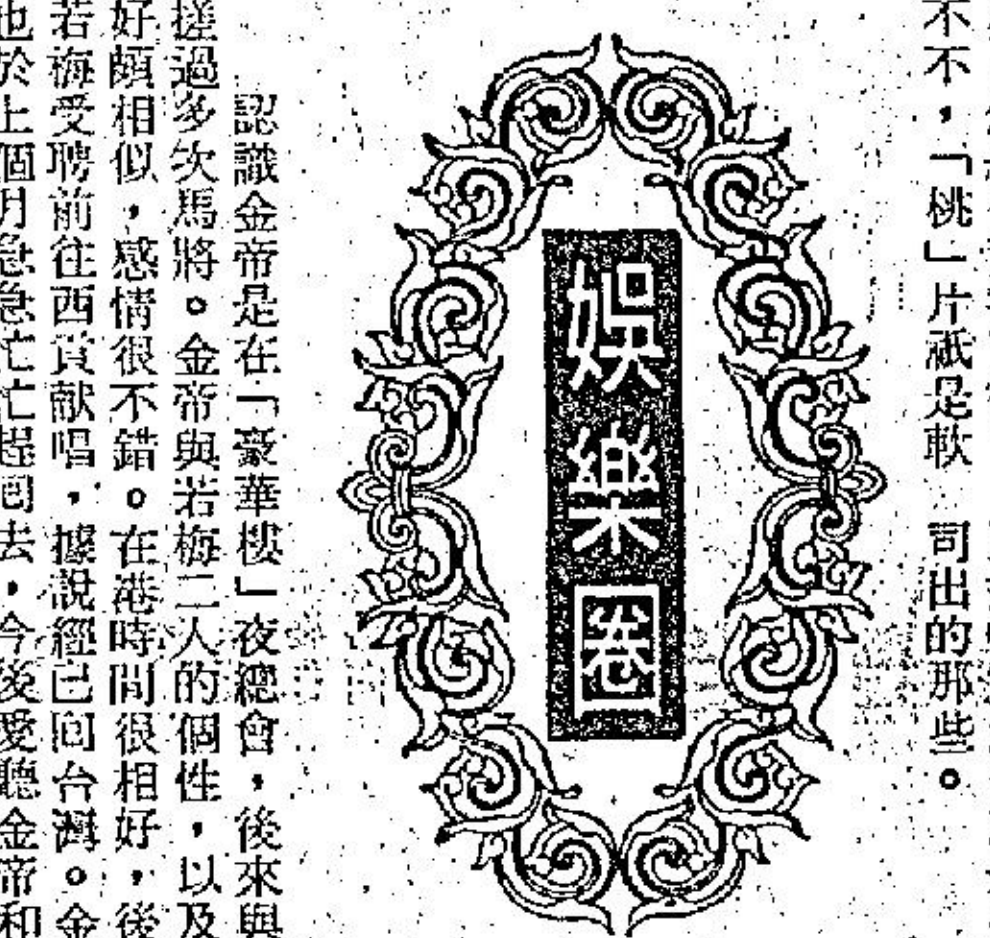 不不，「桃」片祇是軟　司出的那些。
娛樂圈
認識金帝是在「豪華樓」夜總會，後來與
搓過多次馬將。金帝與若梅二人的個性，以及
好頗相似，感情很不錯。在港時間很相好，後
若梅受聘前往西貢献唱，據說經已回台灣。金
也於上個月急急忙忙趕回去，今後愛聽金帝和